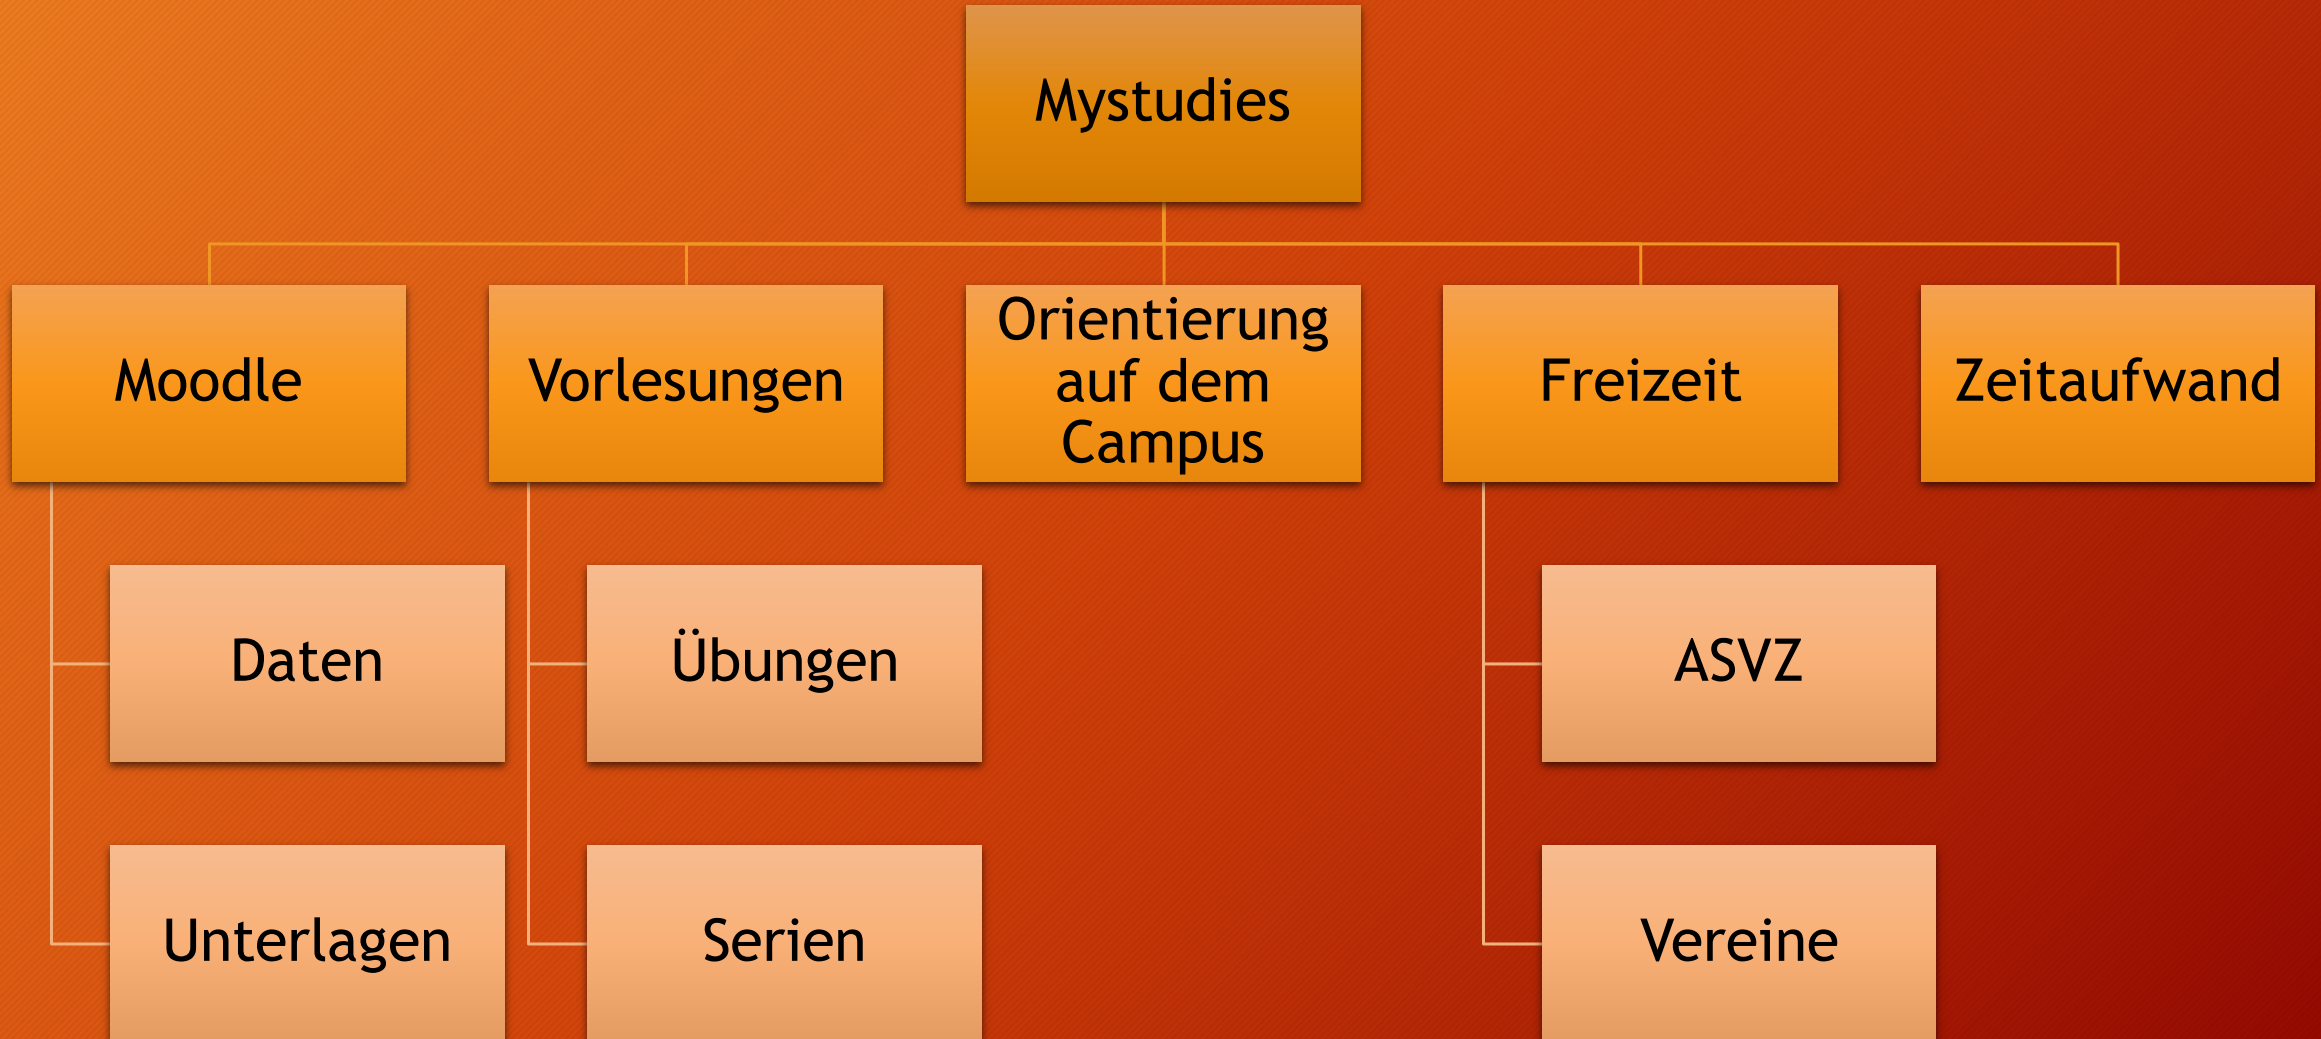 Mystudies
Moodle
Vorlesungen
Orientierung
auf dem
Campus
Freizeit
Zeitaufwand
Daten
Übungen
ASVZ
Unterlagen
Serien
Vereine